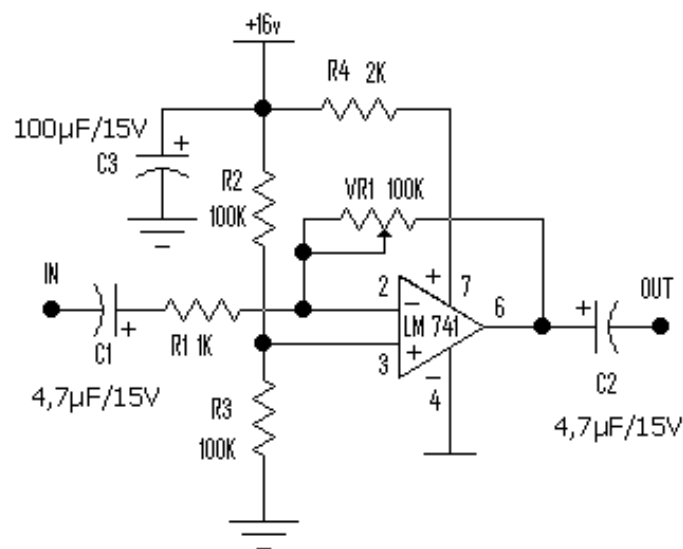 +16v
R4 2K
100µF/15V
+
C3
R2
100K
VR1 100K
IN
2
+
7
−
6
OUT
LM 741
+
+
C1
R1 1K
3
+
−
4
C2
4,7µF/15V
R3
100K
4,7µF/15V